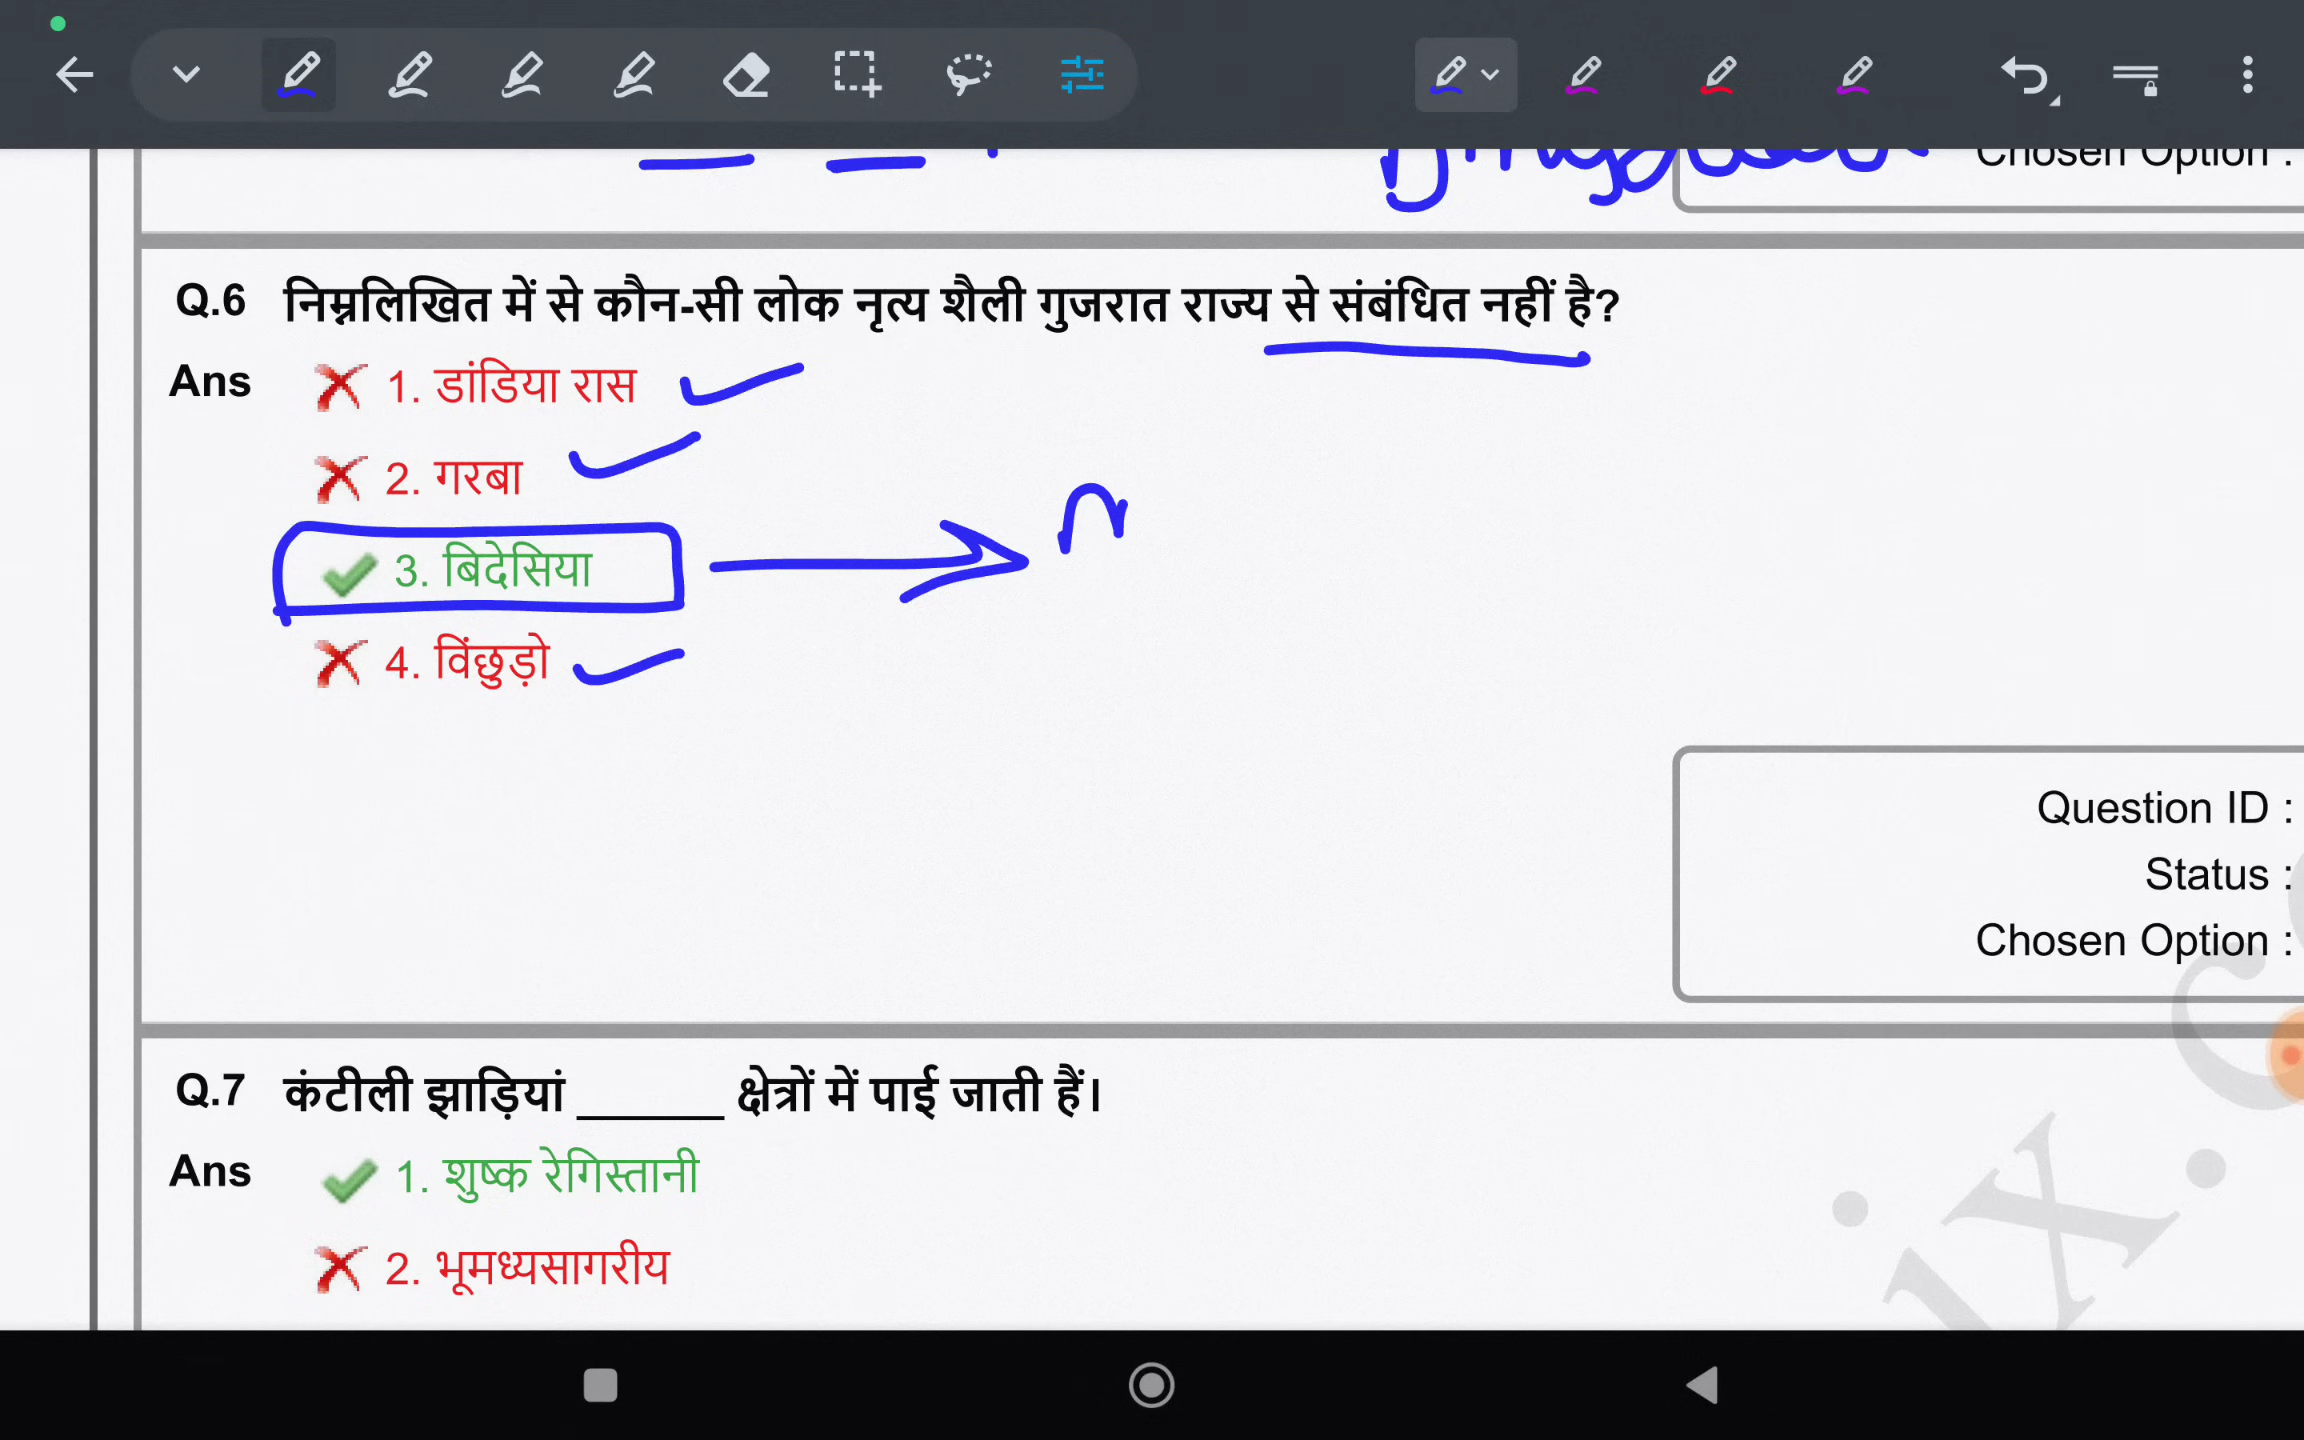 Chosen Option :
Q.6 निम्नलिखित में से कौन-सी लोक नृत्य शैली गुजरात राज्य से संबंधित नहीं है?
Ans 1. डांडिया रास
2. गरबा
3. बिदेसिया
4. विंछुड़ो
Question ID :
Status :
Chosen Option :
Q.7 कंटीली झाड़ियां ______ क्षेत्रों में पाई जाती हैं।
Ans 1. शुष्क रेगिस्तानी
2. भूमध्यसागरीय
ix.c